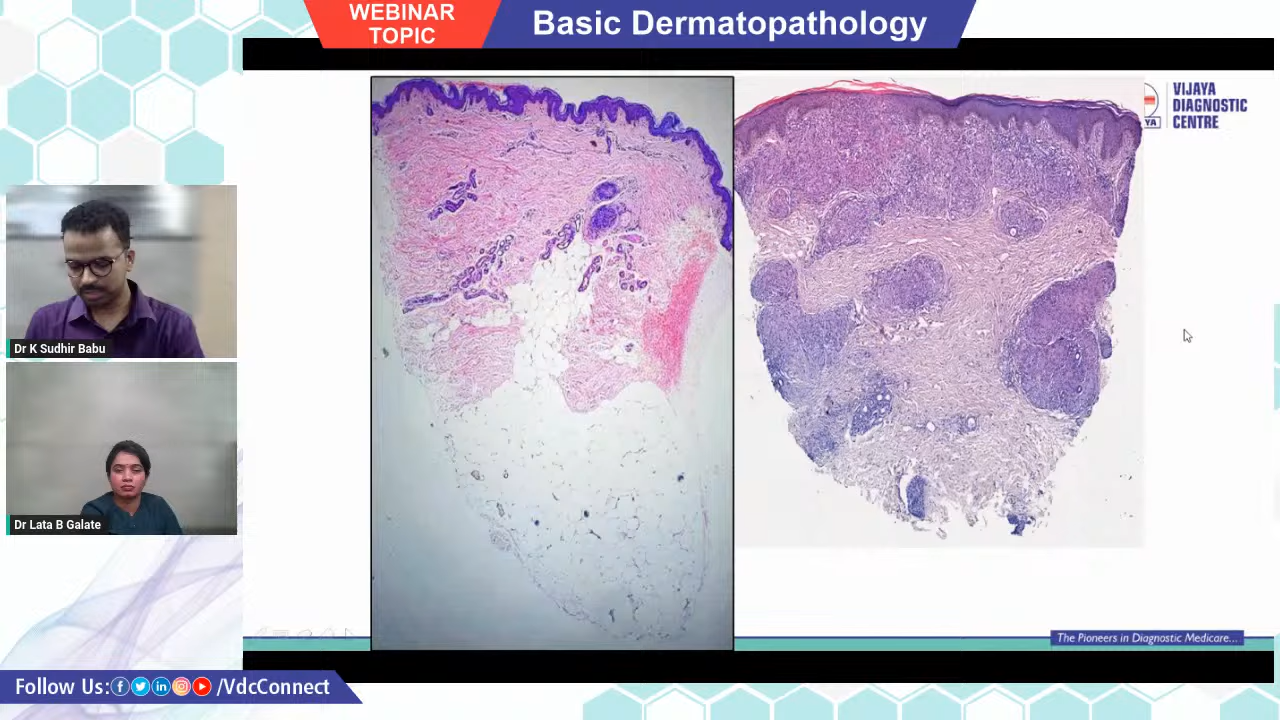 WEBINAR
TOPIC
Basic Dermatopathology
VIJAYA
DIAGNOSTIC
CENTRE
YA
Dr K Sudhir Babu
Dr Lata B Galate
The Pioneers in Diagnostic Medicare...
Follow Us: /VdcConnect